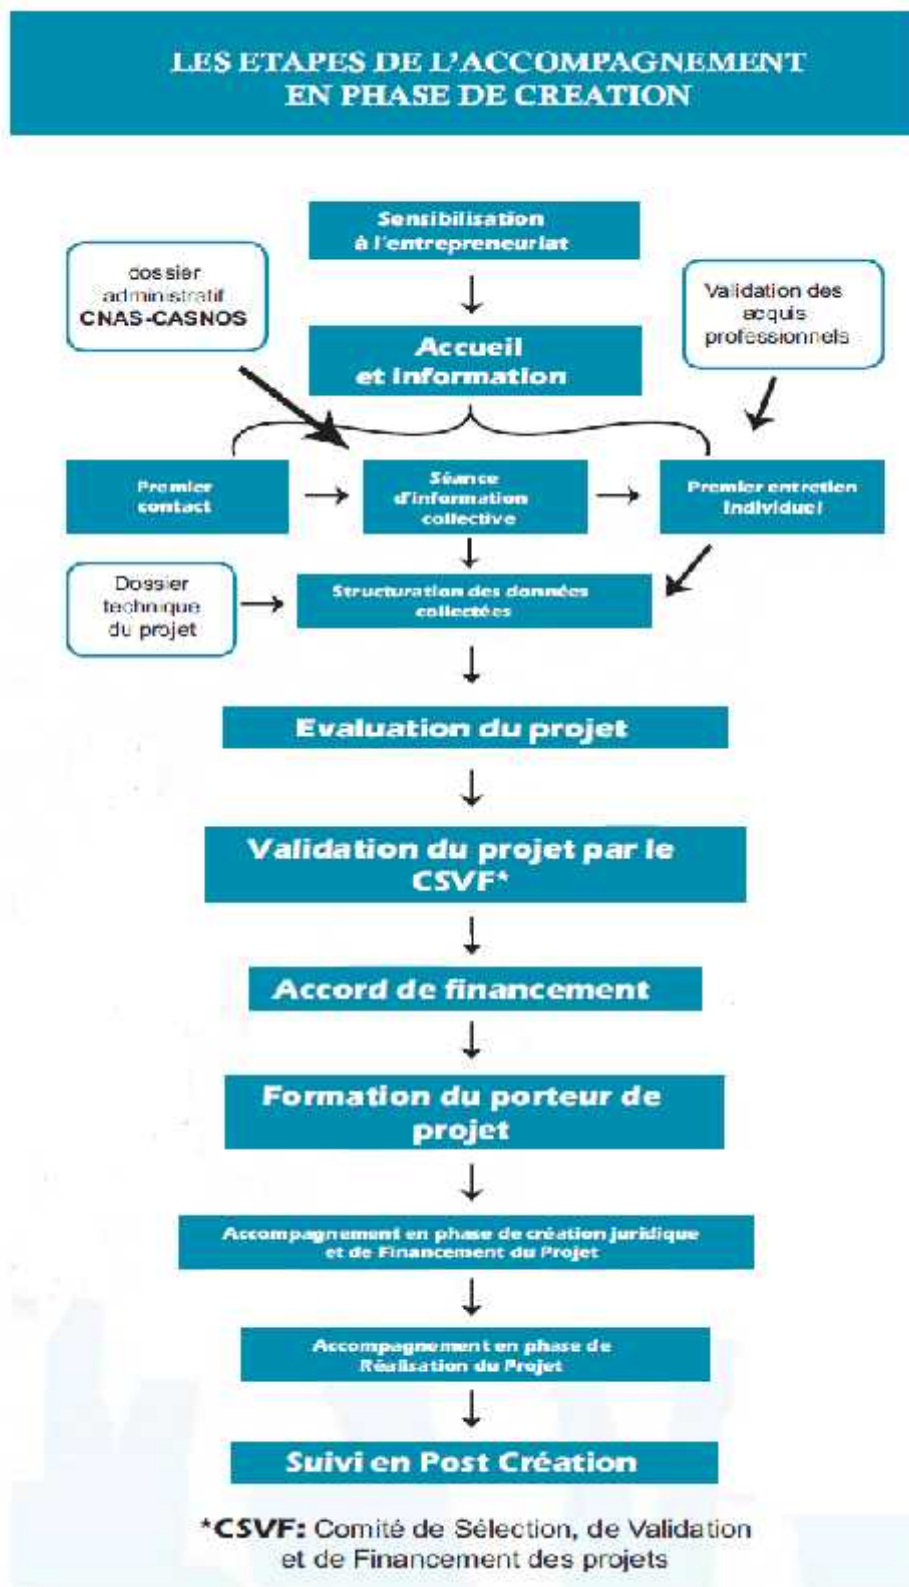 LES ETAPES DE L'ACCOMPAGNEMENT
EN PHASE DE CREATION
Sensibilisation
à l'entrepreneuriat
dossier
administratif
CNAS-CASNOS
Validation des
acquis
professionnels
Accueil
et information
Premier
contact
Séance
d'information
collective
Premier entretien
individuel
Dossier
technique
du projet
Structuration des données
collectées
Evaluation du projet
Validation du projet par le
CSVF*
Accord de financement
Formation du porteur de
projet
Accompagnement en phase de création juridique
et de Financement du Projet
Accompagnement en phase de
Réalisation du Projet
Suivi en Post Création
*CSVF: Comité de Sélection, de Validation
et de Financement des projets